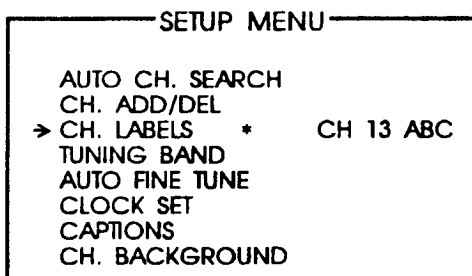 SETUP MENU
AUTO CH. SEARCH
CH. ADD/DEL
→ CH. LABELS * CH 13 ABC
TUNING BAND
AUTO FINE TUNE
CLOCK SET
CAPTIONS
CH. BACKGROUND